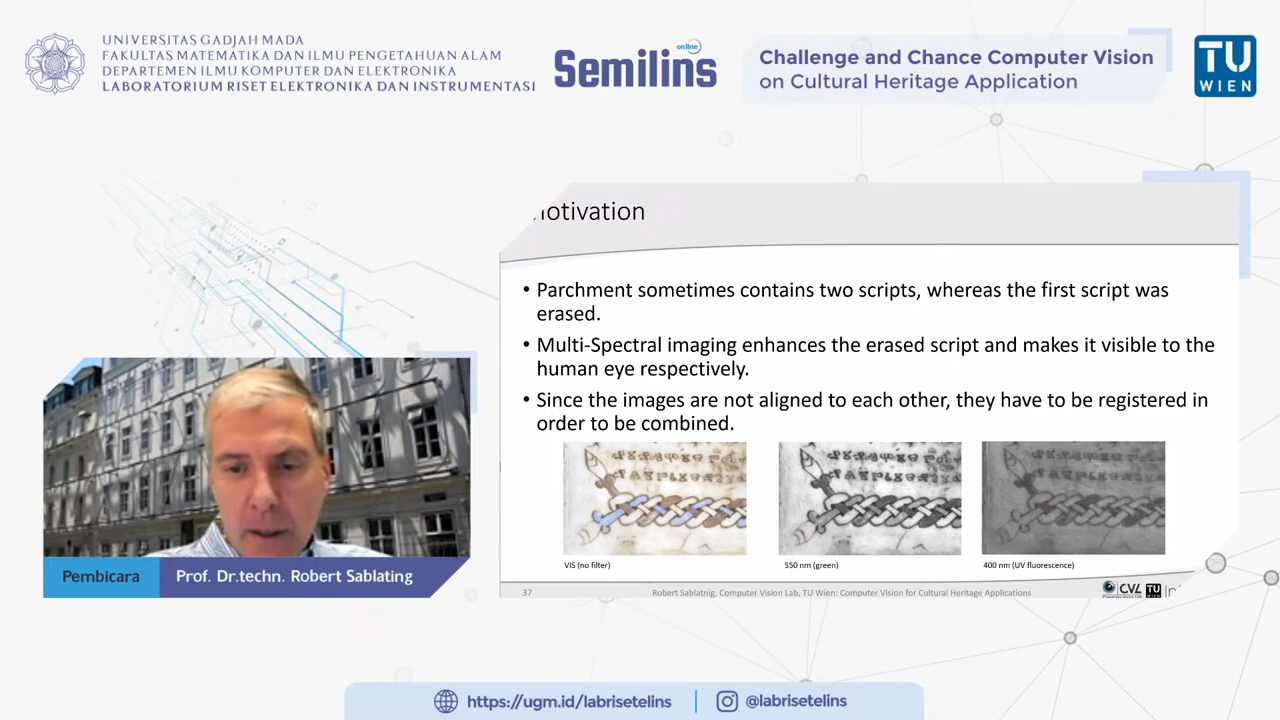 UNIVERSITAS GADJAH MADA
FAKULTAS MATEMATIKA DAN ILMU PENGETAHUAN ALAM
DEPARTEMEN ILMU KOMPUTER DAN ELEKTRONIKA
LABORATORIUM RISET ELEKTRONIKA DAN INSTRUMENTASI
online
Semilins
Challenge and Chance Computer Vision
on Cultural Heritage Application
TU
WIEN
otivation
• Parchment sometimes contains two scripts, whereas the first script was
erased.
• Multi-Spectral imaging enhances the erased script and makes it visible to the
human eye respectively.
• Since the images are not aligned to each other, they have to be registered in
order to be combined.
VIS (no filter)
550 nm (green)
400 nm (UV fluorescence)
37
Robert Sablatnig, Computer Vision Lab, TU Wien: Computer Vision for Cultural Heritage Applications
CVL
TU
Pembicara
Prof. Dr.techn. Robert Sablating
https://ugm.id/labrisetelins
@labrisetelins